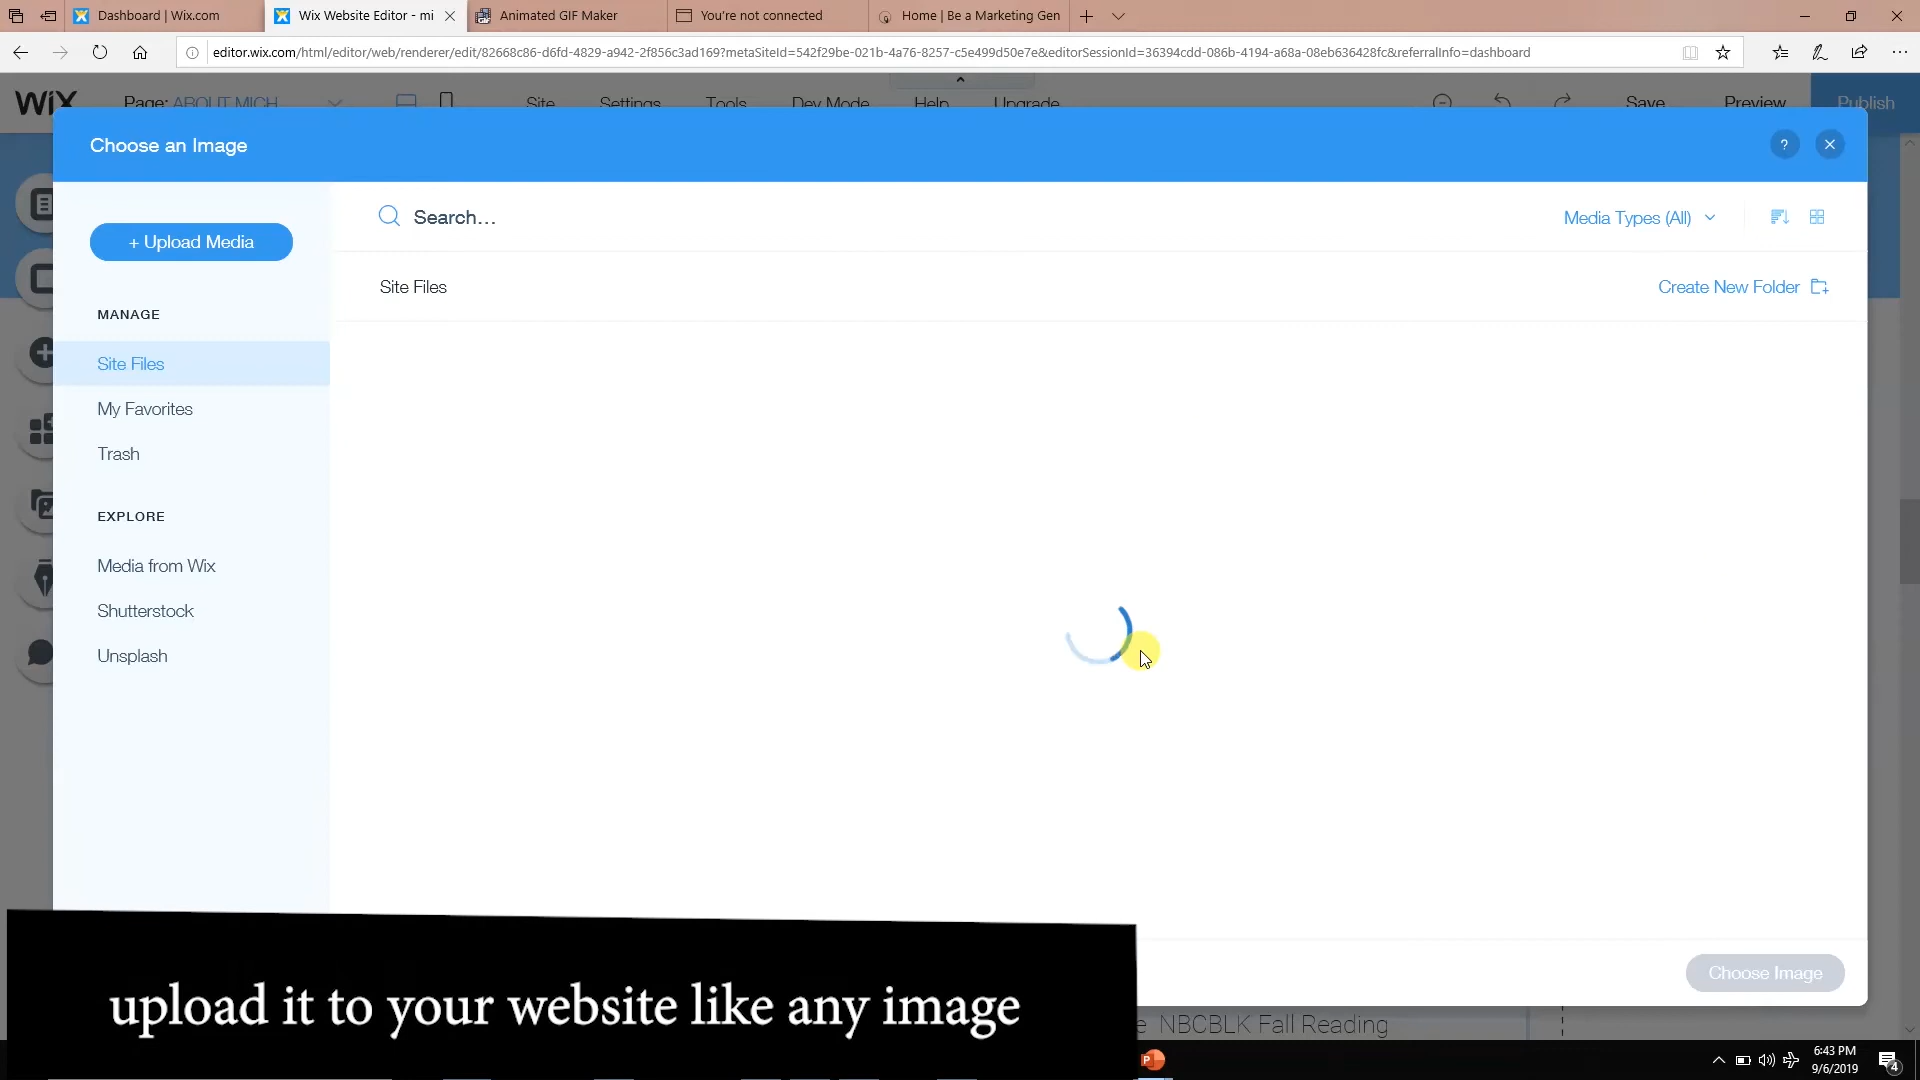 Dashboard | Wix.com
Wix Website Editor - mi
Animated GIF Maker
You're not connected
Home | Be a Marketing Gen
editor.wix.com/html/editor/web/renderer/edit/82668c86-d6fd-4829-a942-2f856c3ad169?metaSiteId=542f29be-021b-4a76-8257-c5e499d50e7e&editorSessionId=36394cdd-086b-4194-a68a-08eb636428fc&referralInfo=dashboard
WiX Page: ABOUT MICH Site Settings Tools Dev Mode Help Upgrade Save Preview Publish
Choose an Image ?
+ Upload Media
Search...
Media Types (All)
Site Files
Create New Folder
MANAGE
Site Files
My Favorites
Trash
EXPLORE
Media from Wix
Shutterstock
Unsplash
Choose Image
upload it to your website like any image
e NBCBLK Fall Reading
P
6:43 PM
9/6/2019
4